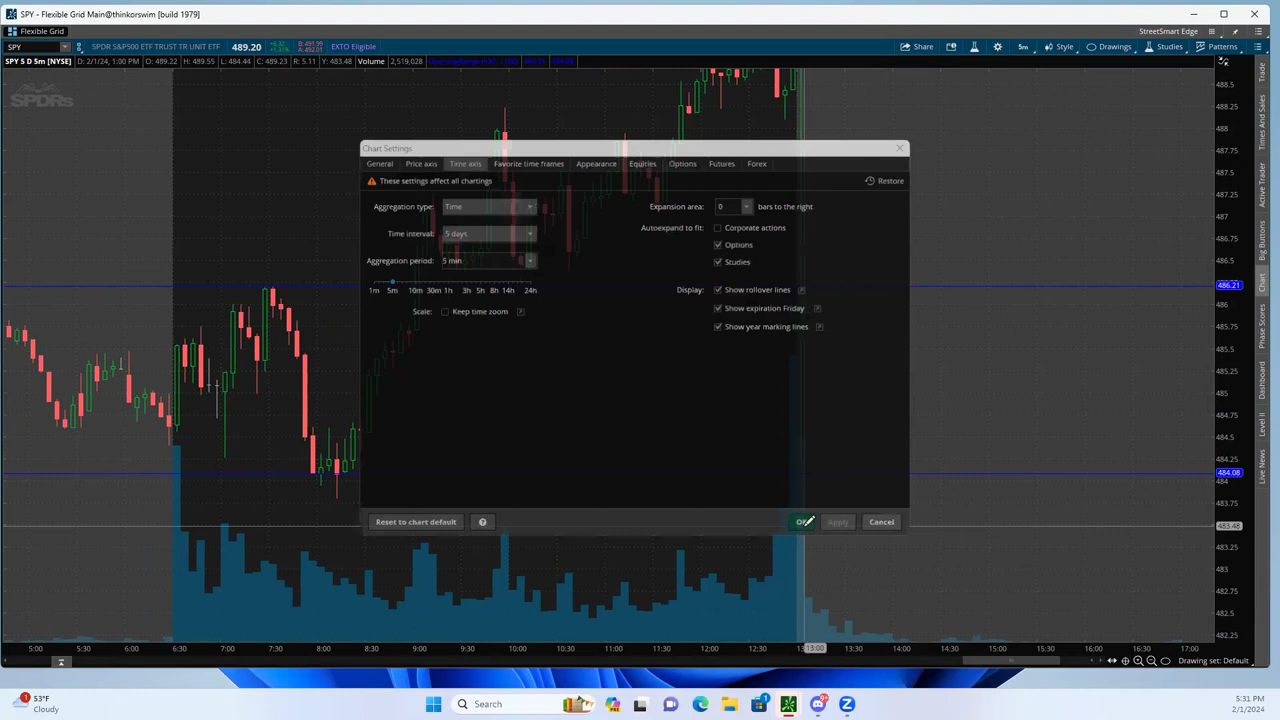 SPY - Flexible Grid Main@thinkorswim [build 1979]
Flexible Grid
StreetSmart Edge
SPY SPDR S&P500 ETF TRUST TR UNIT ETF 489.20 +6.32 +1.31% B: 491.99 A: 492.01 EXTO Eligible
Share 5m Style Drawings Studies Patterns
SPY 5 D 5m [NYSE] D: 2/1/24, 1:00 PM O: 489.22 H: 489.55 L: 484.44 C: 489.23 R: 5.11 Y: 483.48 Volume 2,519,028
SPDRs
Chart Settings
General Price axis Time axis Favorite time frames Appearance Equities Options Futures Forex
These settings affect all chartings Restore
Aggregation type: Time Expansion area: 0 bars to the right
Autoexpand to fit: Corporate actions
Time interval: 5 days Options
Aggregation period: 5 min Studies
1m 5m 10m 30m 1h 3h 5h 8h 14h 24h Display: Show rollover lines
Scale: Keep time zoom Show expiration Friday
Show year marking lines
Reset to chart default ? OK Apply Cancel
488.5
488.25
488
487.75
487.5
487.25
487
486.75
486.5
486.21
486
485.75
485.5
485.25
485
484.75
484.5
484.25
484.08
484
483.75
483.48
483.25
483
482.75
482.5
482.25
Trade
Times And Sales
Active Trader
Big Buttons
Chart
Phase Scores
Dashboard
Level II
Live News
5:00 5:30 6:00 6:30 7:00 7:30 8:00 8:30 9:00 9:30 10:00 10:30 11:00 11:30 12:00 12:30 13:00 13:30 14:00 14:30 15:00 15:30 16:00 16:30 17:00
Drawing set: Default
1 53°F
Cloudy
Search
5:31 PM
2/1/2024